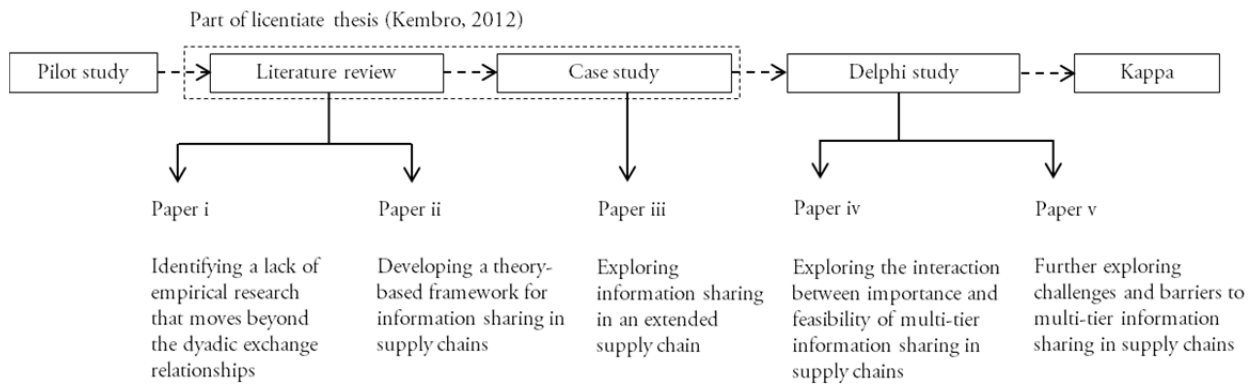 Part of licentiate thesis (Kembro, 2012)
Pilot study
Literature review
Case study
Delphi study
Kappa
Paper i
Identifying a lack of
empirical research
that moves beyond
the dyadic exchange
relationships
Paper ii
Developing a theory-
based framework for
information sharing in
supply chains
Paper iii
Exploring
information sharing
in an extended
supply chain
Paper iv
Exploring the interaction
between importance and
feasibility of multi-tier
information sharing in
supply chains
Paper v
Further exploring
challenges and barriers to
multi-tier information
sharing in supply chains